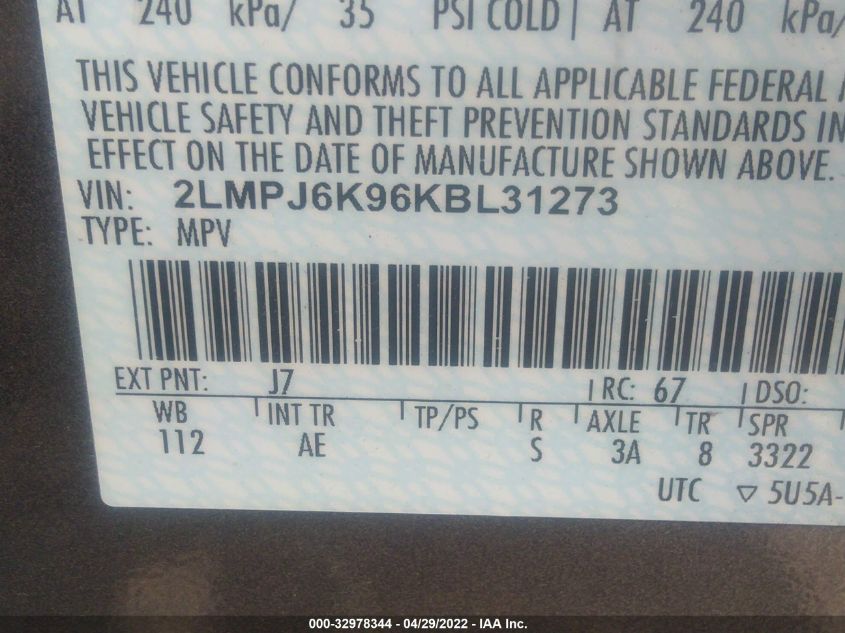 AT 240 kPa/ 35 PSI COLD | AT 240 kPa/
THIS VEHICLE CONFORMS TO ALL APPLICABLE FEDERAL
VEHICLE SAFETY AND THEFT PREVENTION STANDARDS IN
EFFECT ON THE DATE OF MANUFACTURE SHOWN ABOVE.
VIN: 2LMPJ6K96KBL31273
TYPE: MPV
EXT PNT: J7 | RC: 67 | DSO:
WB | INT TR | TP/PS | R | AXLE | TR | SPR
112 AE S 3A 8 3322
UTC ▽ 5U5A-
000-32978344 - 04/29/2022 - IAA Inc.